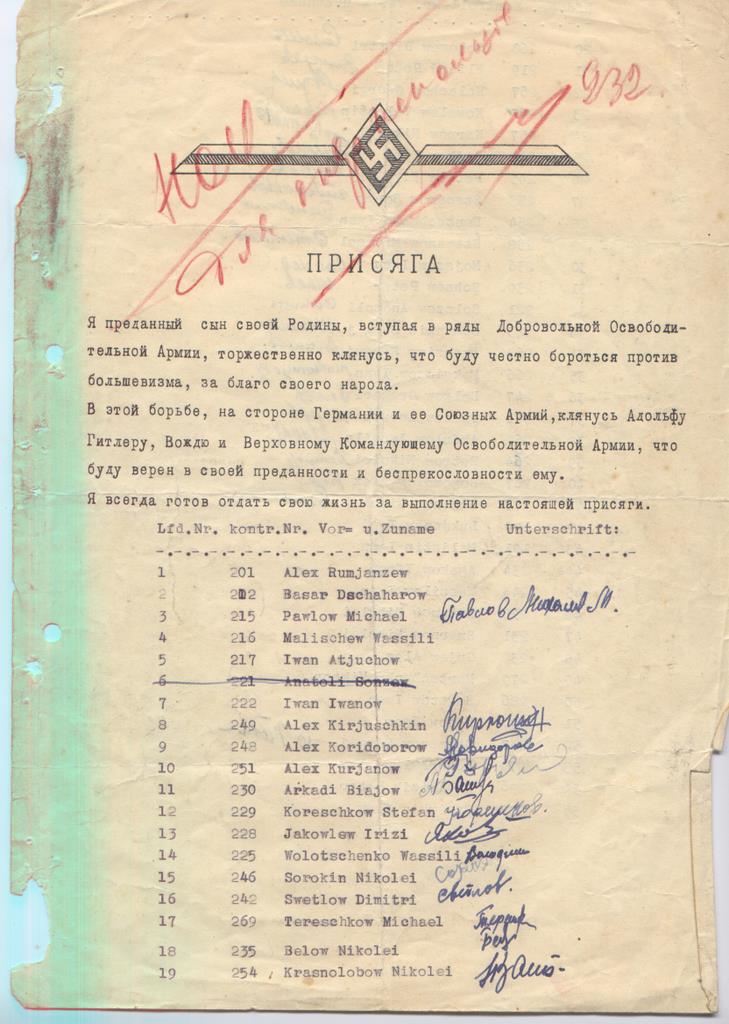 232
Для
ПРИСЯГА
Я преданный сын своей Родины, вступая в ряды Добровольной Освободи-
тельной Армии, торжественно клянусь, что буду честно бороться против
большевизма, за благо своего народа.
В этой борьбе, на стороне Германии и ее Союзных Армий,клянусь Адольфу
Гитлеру, Вождю и Верховному Командующему Освободительной Армии, что
буду верен в своей преданности и беспрекословности ему.
Я всегда готов отдать свою жизнь за выполнение настоящей присяги.
Lfd.Nr. kontr.Nr. Vor= u.Zuname Unterschrift:
1 201 Alex Rumjanzew
2 202 Basar Dschaharow
3 215 Pawlow Michael Павлов Михаил М.
4 216 Malischew Wassili
5 217 Iwan Atjuchow
6 221 Anatoli Sonzew
7 222 Iwan Iwanow
8 249 Alex Kirjuschkin
9 248 Alex Koridoborow
10 251 Alex Kurjanow
11 230 Arkadi Biajow
12 229 Koreschkow Stefan
13 228 Jakowlew Irizi
14 225 Wolotschenko Wassili
15 246 Sorokin Nikolei
16 242 Swetlow Dimitri Светлов.
17 269 Tereschkow Michael
18 235 Below Nikolei
19 254 Krasnolobow Nikolei